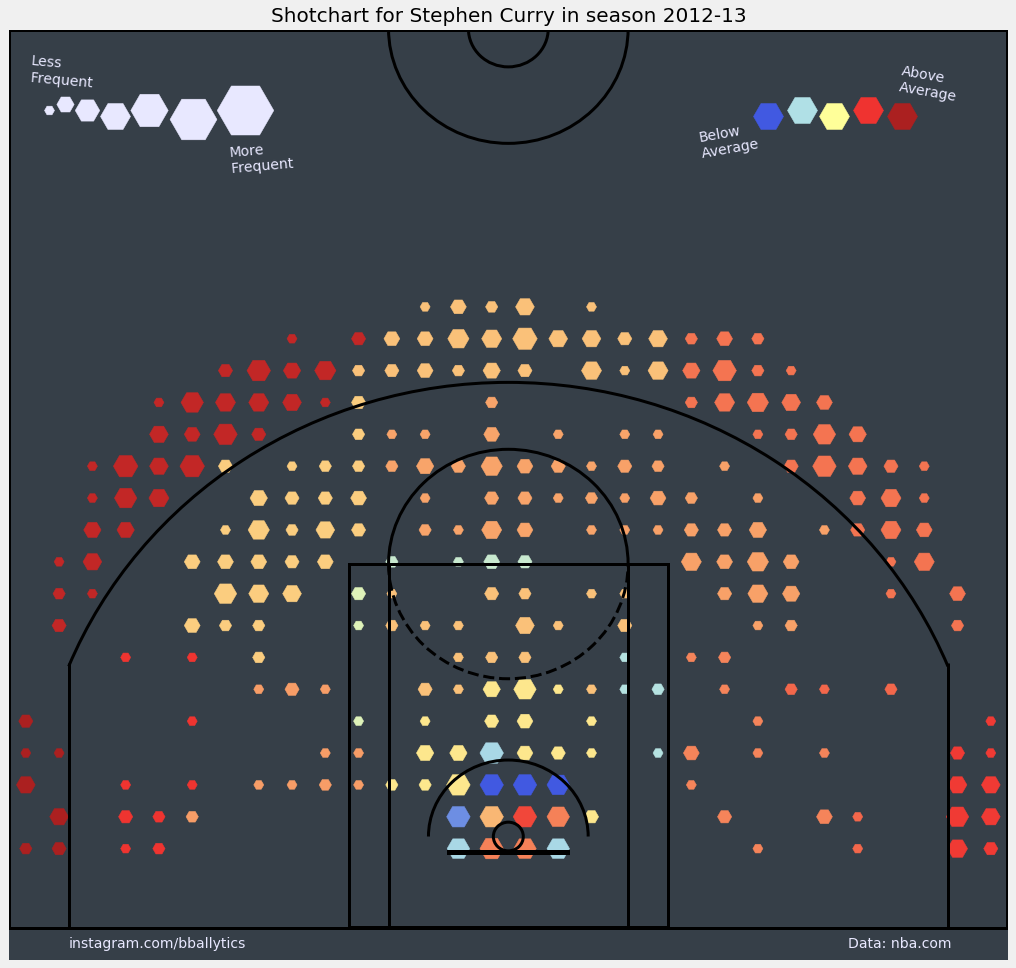 Shotchart for Stephen Curry in season 2012-13
Less
Frequent
More
Frequent
Above
Average
Below
Average
instagram.com/bballytics
Data: nba.com